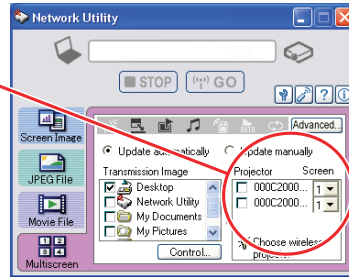 Network Utility
STOP
GO
Screen Image
JPEG File
Movie File
Multiscreen
AUTO
Advanced...
Update automatically
Update manually
Transmission Image
Desktop
Network Utility
My Documents
My Pictures
Control...
Projector Screen
000C2000... 1
000C2000... 1
Choose wireless
projector.